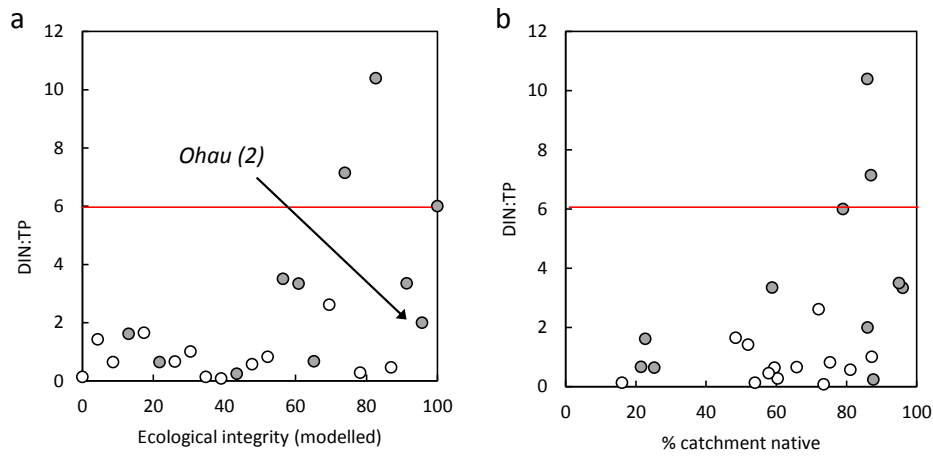 a
12
10
8
6
4
2
0
DIN:TP
Ohau (2)
0 20 40 60 80 100
Ecological integrity (modelled)
b
12
10
8
6
4
2
0
DIN:TP
0 20 40 60 80 100
% catchment native